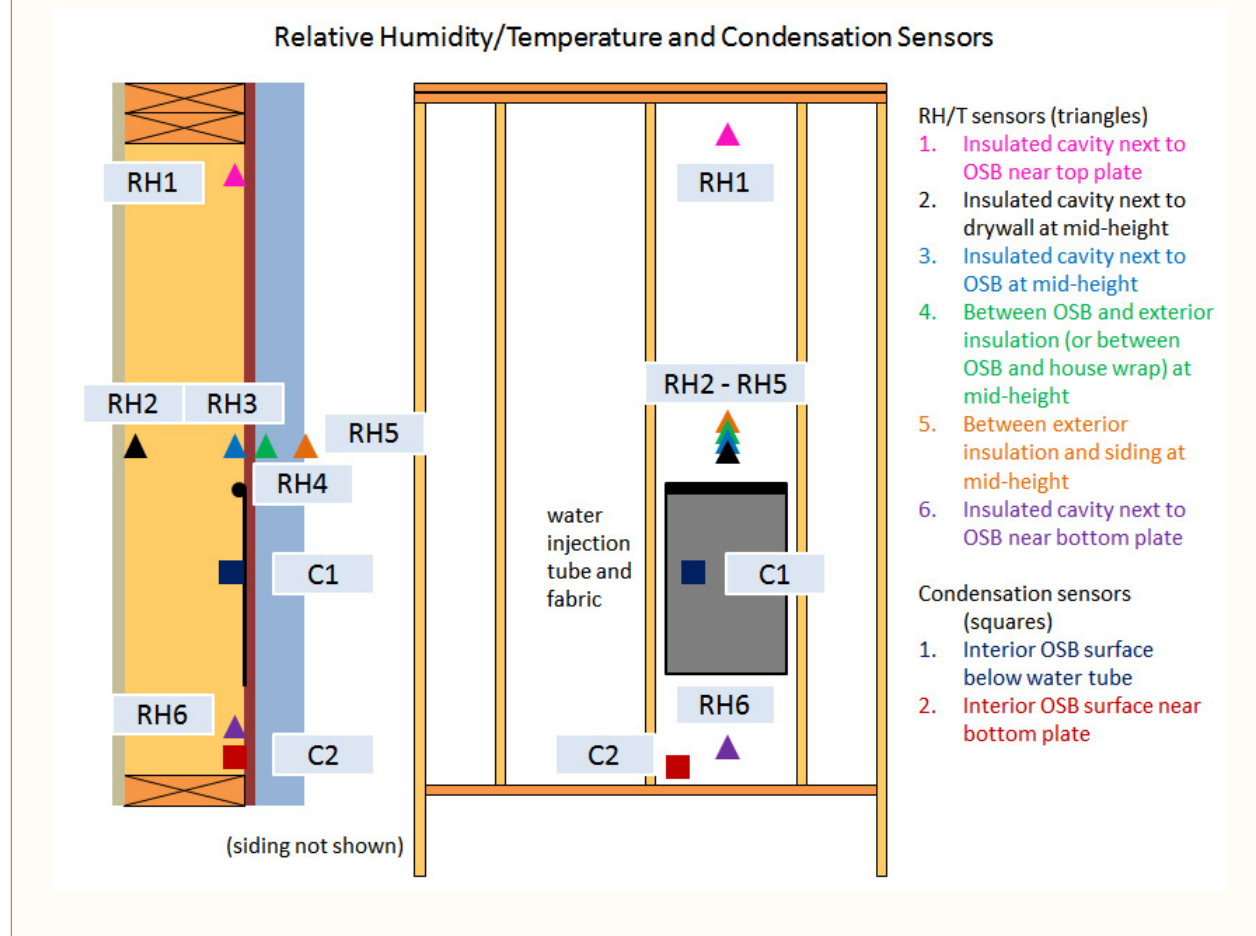 Relative Humidity/Temperature and Condensation Sensors
RH1
RH2
RH3
RH5
RH4
C1
RH6
C2
(siding not shown)
RH1
RH2 - RH5
water
injection
tube and
fabric
C1
RH6
C2
RH/T sensors (triangles)
1. Insulated cavity next to
OSB near top plate
2. Insulated cavity next to
drywall at mid-height
3. Insulated cavity next to
OSB at mid-height
4. Between OSB and exterior
insulation (or between
OSB and house wrap) at
mid-height
5. Between exterior
insulation and siding at
mid-height
6. Insulated cavity next to
OSB near bottom plate
Condensation sensors
(squares)
1. Interior OSB surface
below water tube
2. Interior OSB surface near
bottom plate